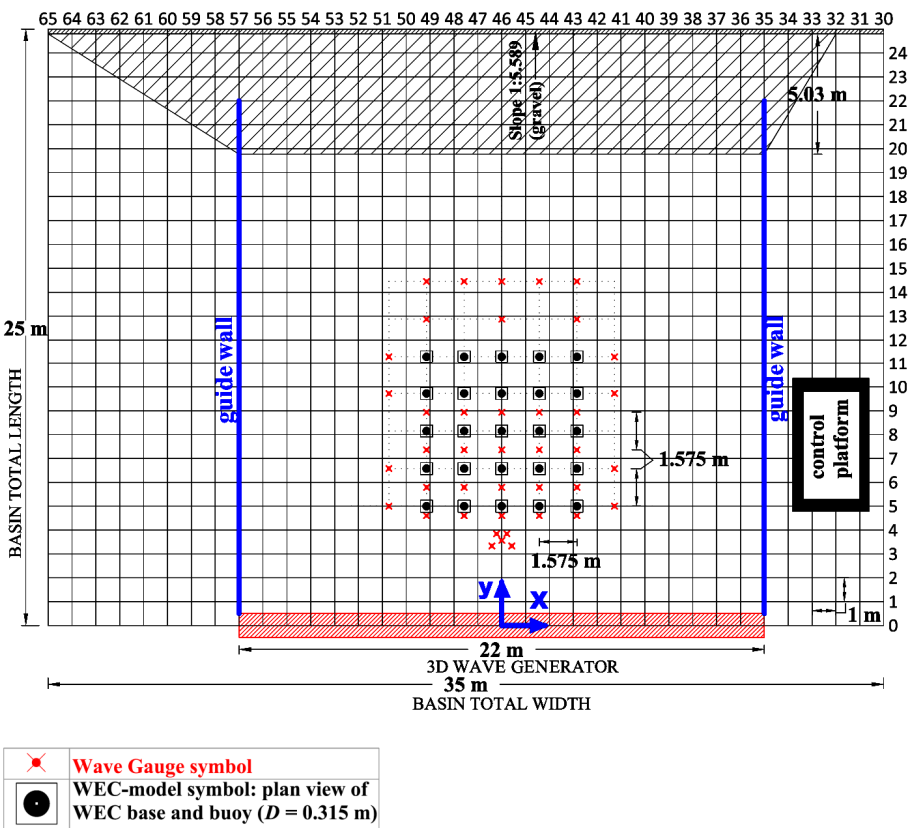 65 64 63 62 61 60 59 58 57 56 55 54 53 52 51 50 49 48 47 46 45 44 43 42 41 40 39 38 37 36 35 34 33 32 31 30
24
23
22
21
20
19
18
17
16
15
14
13
12
11
10
9
8
7
6
5
4
3
2
1
0
Slope 1:5.589
(gravel)
5.03 m
25 m
BASIN TOTAL LENGTH
guide wall
guide wall
control
platform
1.575 m
1.575 m
y
x
1 m
22 m
3D WAVE GENERATOR
35 m
BASIN TOTAL WIDTH
Wave Gauge symbol
WEC-model symbol: plan view of
WEC base and buoy (D = 0.315 m)